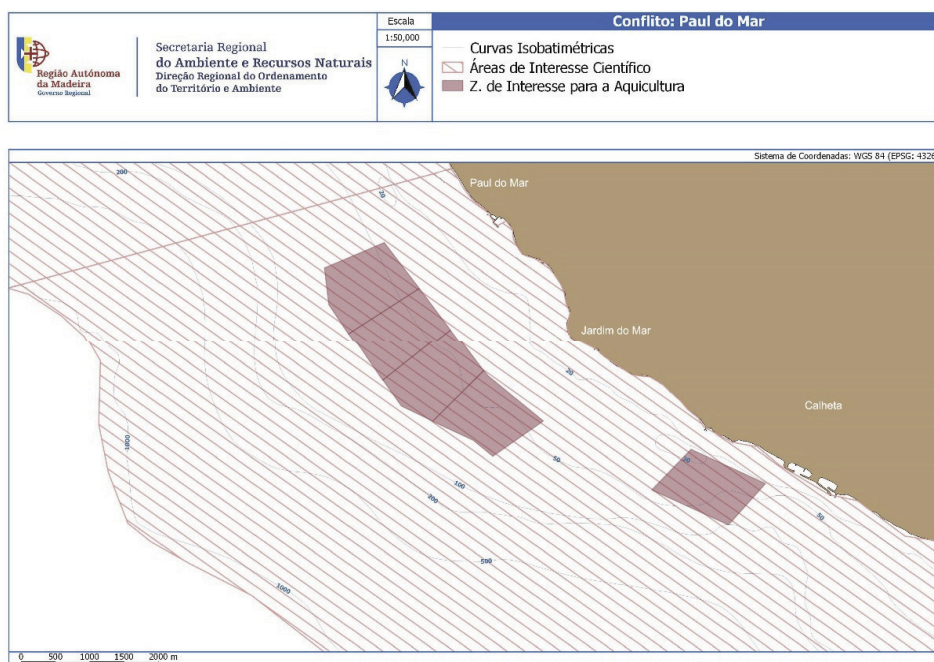 Região Autónoma
da Madeira
Governo Regional
Secretaria Regional
do Ambiente e Recursos Naturais
Direção Regional do Ordenamento
do Território e Ambiente
Escala
1:50,000
N
Conflito: Paul do Mar
Curvas Isobatimétricas
Áreas de Interesse Científico
Z. de Interesse para a Aquicultura
Sistema de Coordenadas: WGS 84 (EPSG: 4326
200
20
Paul do Mar
Jardim do Mar
20
Calheta
1000
50
100
200
50
500
1000
0 500 1000 1500 2000 m